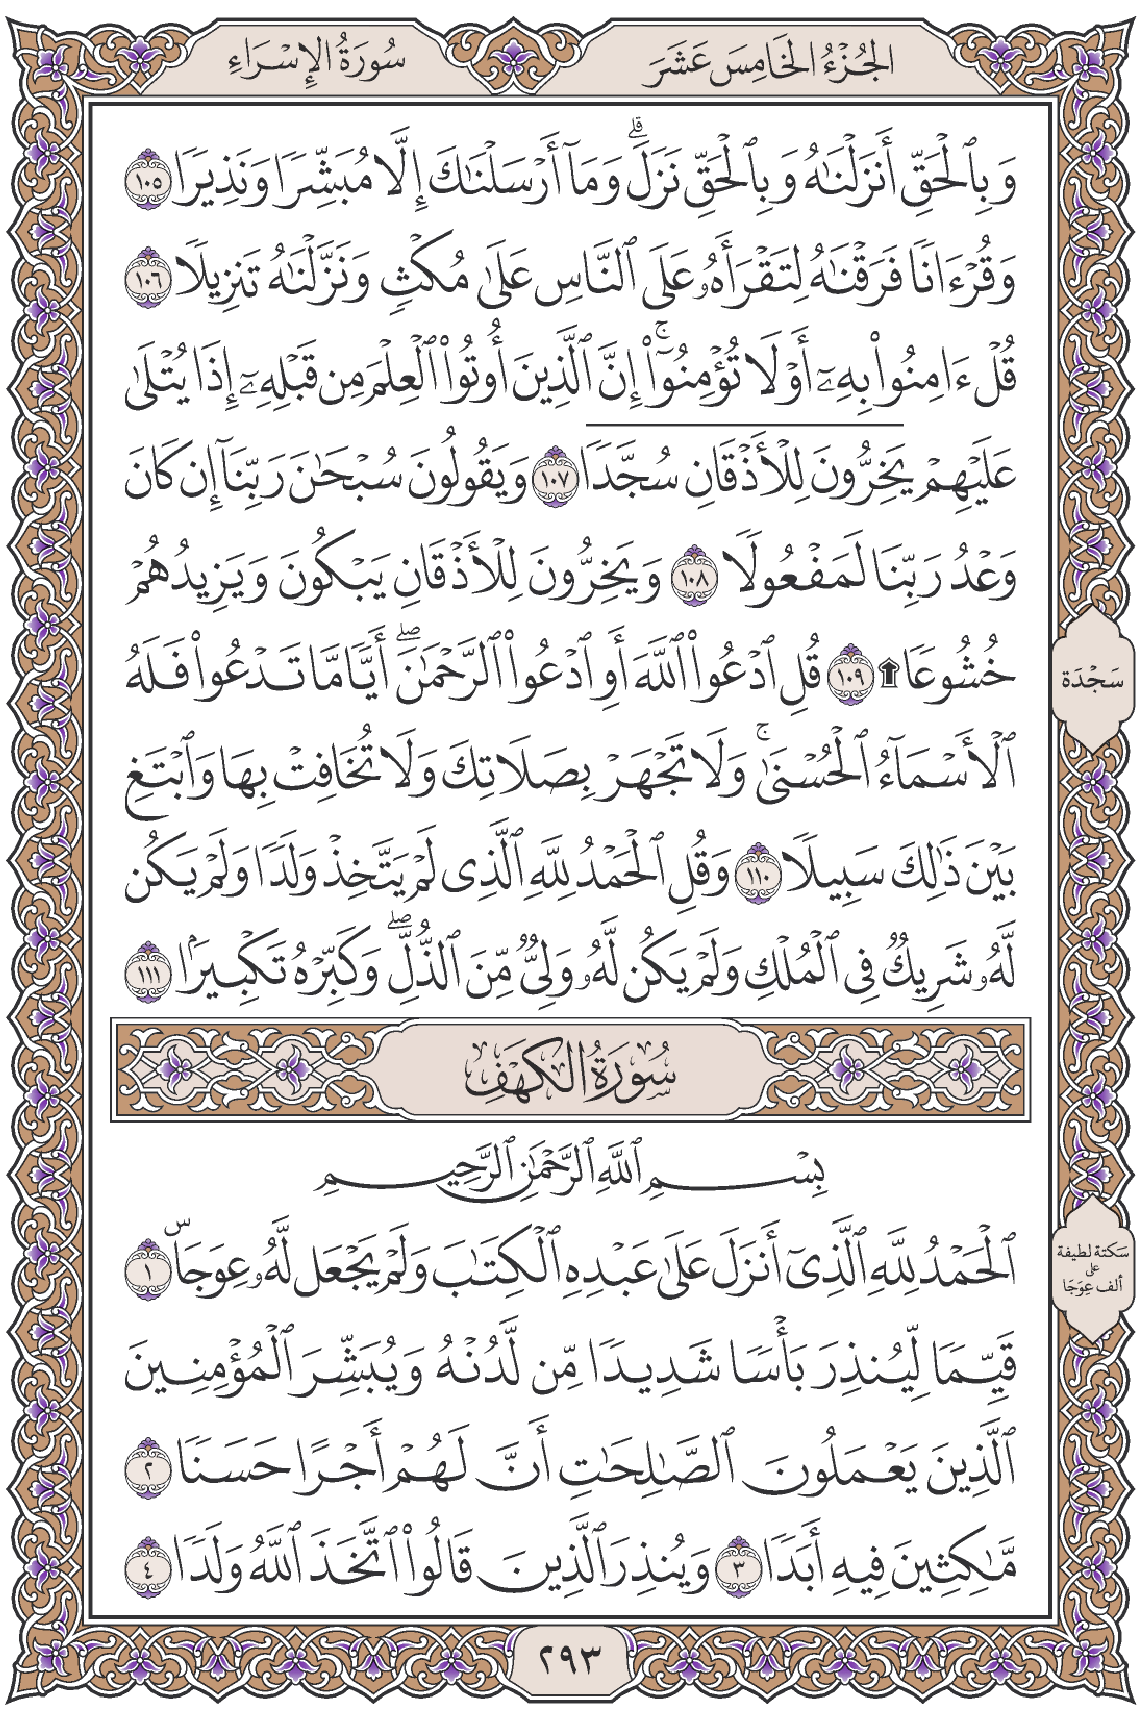 الجُزْءُ الخَامِسَ عَشَرَ
سُورَةُ الإِسْرَاءِ
وَبِٱلْحَقِّ أَنزَلْنَٰهُ وَبِٱلْحَقِّ نَزَلَ ۗ وَمَآ أَرْسَلْنَٰكَ إِلَّا مُبَشِّرًا وَنَذِيرًا ١٠٥
وَقُرْءَانًا فَرَقْنَٰهُ لِتَقْرَأَهُۥ عَلَى ٱلنَّاسِ عَلَىٰ مُكْثٍ وَنَزَّلْنَٰهُ تَنزِيلًا ١٠٦
قُلْ ءَامِنُوا۟ بِهِۦٓ أَوْ لَا تُؤْمِنُوٓا۟ ۚ إِنَّ ٱلَّذِينَ أُوتُوا۟ ٱلْعِلْمَ مِن قَبْلِهِۦٓ إِذَا يُتْلَىٰ
عَلَيْهِمْ يَخِرُّونَ لِلْأَذْقَانِ سُجَّدًا ١٠٧ وَيَقُولُونَ سُبْحَٰنَ رَبِّنَآ إِن كَانَ
وَعْدُ رَبِّنَا لَمَفْعُولًا ١٠٨ وَيَخِرُّونَ لِلْأَذْقَانِ يَبْكُونَ وَيَزِيدُهُمْ
خُشُوعًا ۩ ١٠٩ قُلِ ٱدْعُوا۟ ٱللَّهَ أَوِ ٱدْعُوا۟ ٱلرَّحْمَٰنَ ۖ أَيًّا مَّا تَدْعُوا۟ فَلَهُ
سَجْدَة
ٱلْأَسْمَآءُ ٱلْحُسْنَىٰ ۚ وَلَا تَجْهَرْ بِصَلَاتِكَ وَلَا تُخَافِتْ بِهَا وَٱبْتَغِ
بَيْنَ ذَٰلِكَ سَبِيلًا ١١٠ وَقُلِ ٱلْحَمْدُ لِلَّهِ ٱلَّذِى لَمْ يَتَّخِذْ وَلَدًا وَلَمْ يَكُن
لَّهُۥ شَرِيكٌ فِى ٱلْمُلْكِ وَلَمْ يَكُن لَّهُۥ وَلِىٌّ مِّنَ ٱلذُّلِّ ۖ وَكَبِّرْهُ تَكْبِيرًۢا ١١١
سُورَةُ الكَهْفِ
بِسْمِ ٱللَّهِ ٱلرَّحْمَٰنِ ٱلرَّحِيمِ
ٱلْحَمْدُ لِلَّهِ ٱلَّذِىٓ أَنزَلَ عَلَىٰ عَبْدِهِ ٱلْكِتَٰبَ وَلَمْ يَجْعَل لَّهُۥ عِوَجَاۜ ١
سكتة لطيفة
على
ألف عِوَجَا
قَيِّمًا لِّيُنذِرَ بَأْسًا شَدِيدًا مِّن لَّدُنْهُ وَيُبَشِّرَ ٱلْمُؤْمِنِينَ
ٱلَّذِينَ يَعْمَلُونَ ٱلصَّٰلِحَٰتِ أَنَّ لَهُمْ أَجْرًا حَسَنًا ٢
مَّٰكِثِينَ فِيهِ أَبَدًا ٣ وَيُنذِرَ ٱلَّذِينَ قَالُوا۟ ٱتَّخَذَ ٱللَّهُ وَلَدًا ٤
٢٩٣